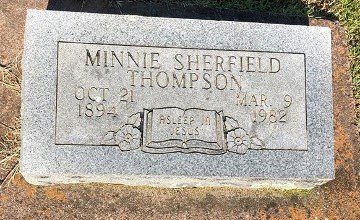 MINNIE SHERFIELD
THOMPSON
OCT 21
1894
MAR. 9
1982
ASLEEP IN
JESUS